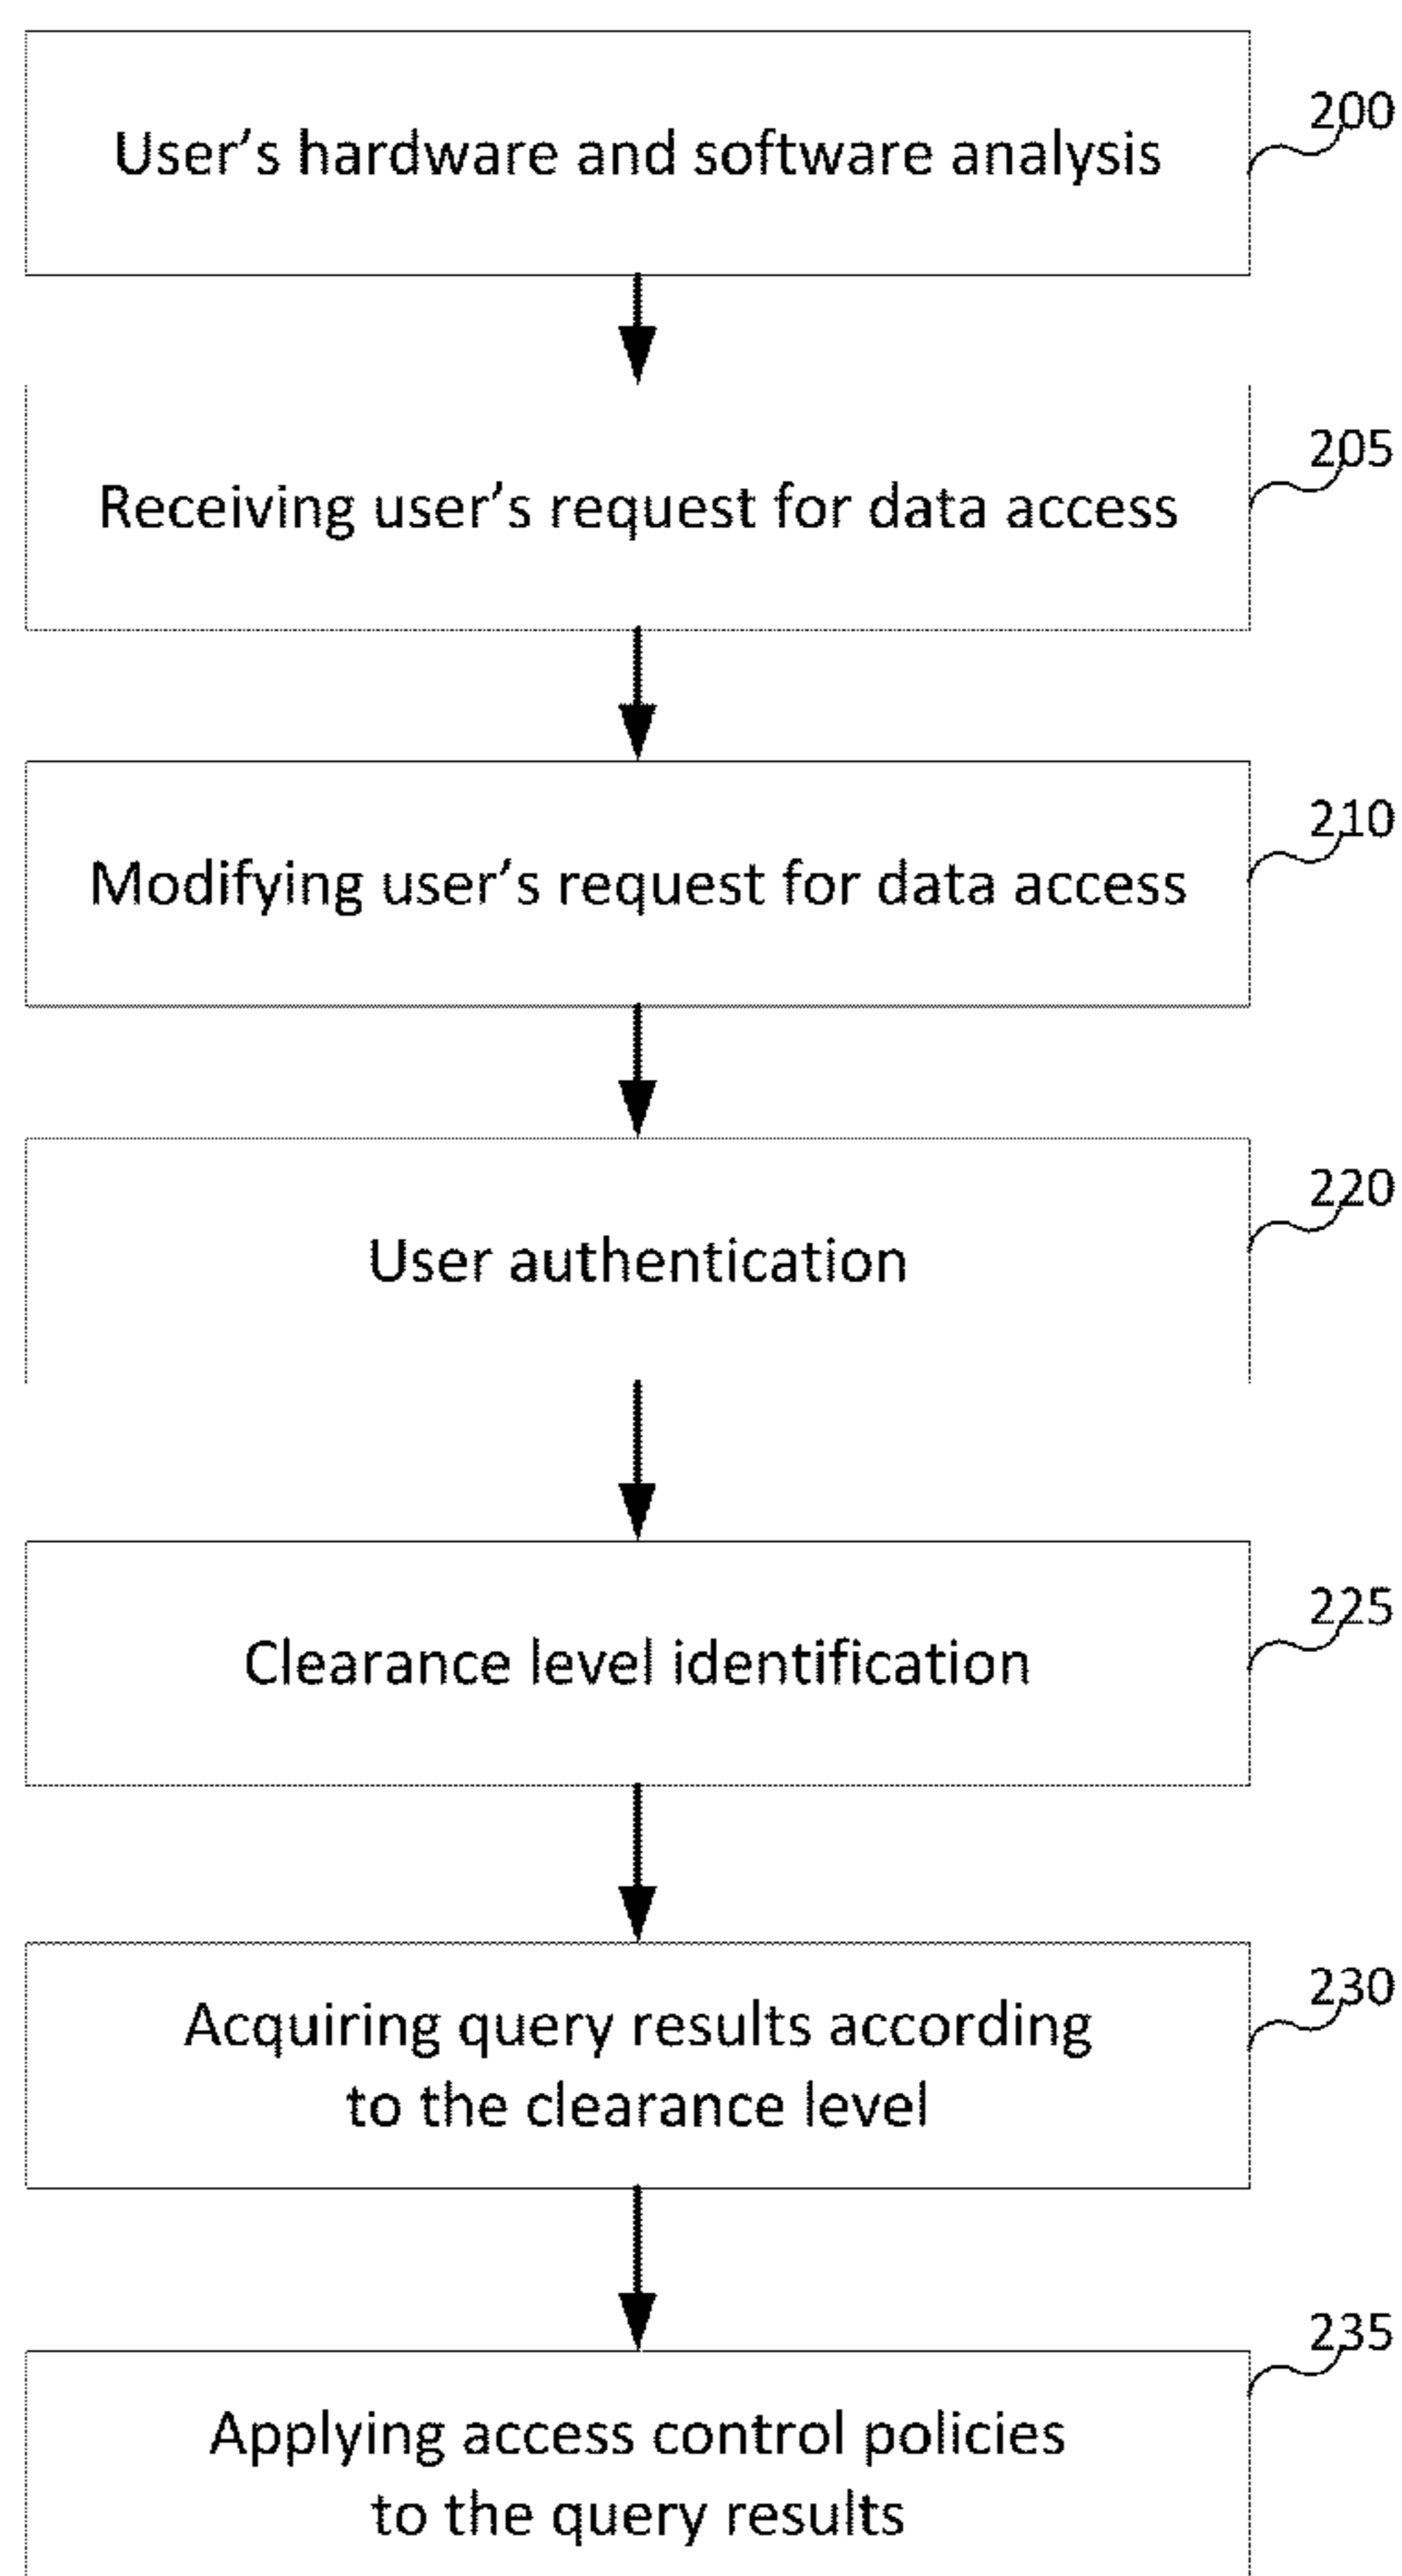 200
User's hardware and software analysis
205
Receiving user's request for data access
210
Modifying user's request for data access
220
User authentication
225
Clearance level identification
230
Acquiring query results according
to the clearance level
235
Applying access control policies
to the query results